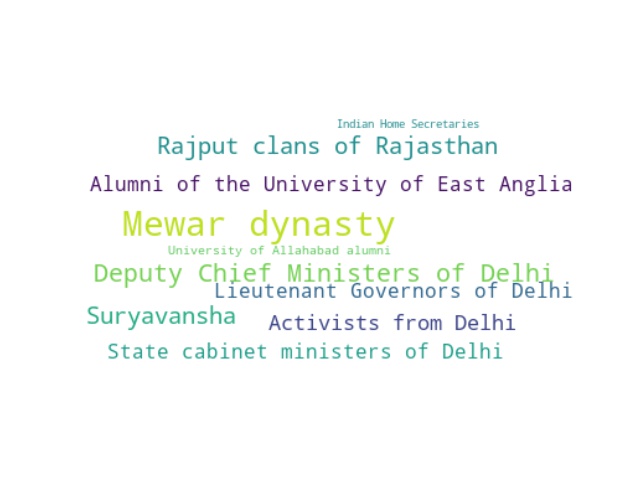 Indian Home Secretaries
Rajput clans of Rajasthan
Alumni of the University of East Anglia
Mewar dynasty
University of Allahabad alumni
Deputy Chief Ministers of Delhi
Lieutenant Governors of Delhi
Suryavansha
Activists from Delhi
State cabinet ministers of Delhi